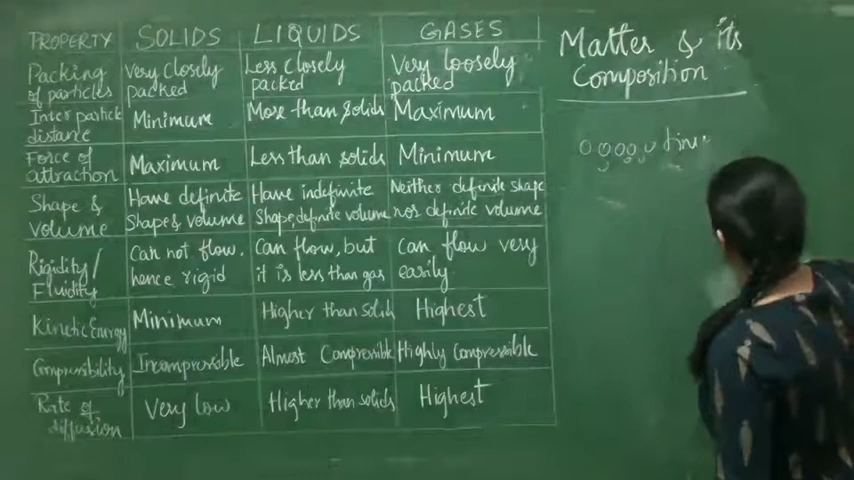 PROPERTY SOLIDS LIQUIDS GASES
Packing of particles Very Closely packed Less Closely packed Very loosely packed
Inter particle distance Minimum More than solids Maximum
Force of attraction Maximum Less than solids Minimum
Shape & volume Have definite Shape & volume Have indefinite Shape, definite volume Neither definite shape nor definite volume
Rigidity / Fluidity Can not flow. hence rigid Can flow, but it is less than gas Can flow very easily
Kinetic Energy Minimum Higher than solids Highest
Compressibility Incompressible Almost Compressible Highly Compressible
Rate of diffusion Very low Higher than solids Highest
Matter & its
Composition